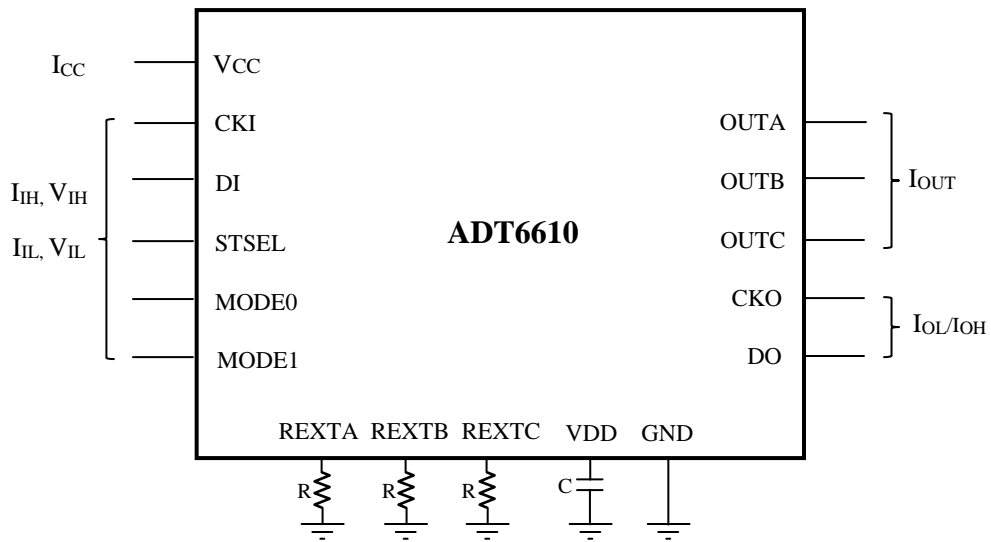 ICC
VCC
CKI
DI
STSEL
MODE0
MODE1
IIH, VIH
IIL, VIL
ADT6610
OUTA
OUTB
OUTC
CKO
DO
IOUT
IOL/IOH
REXTA REXTB REXTC VDD GND
R R R C